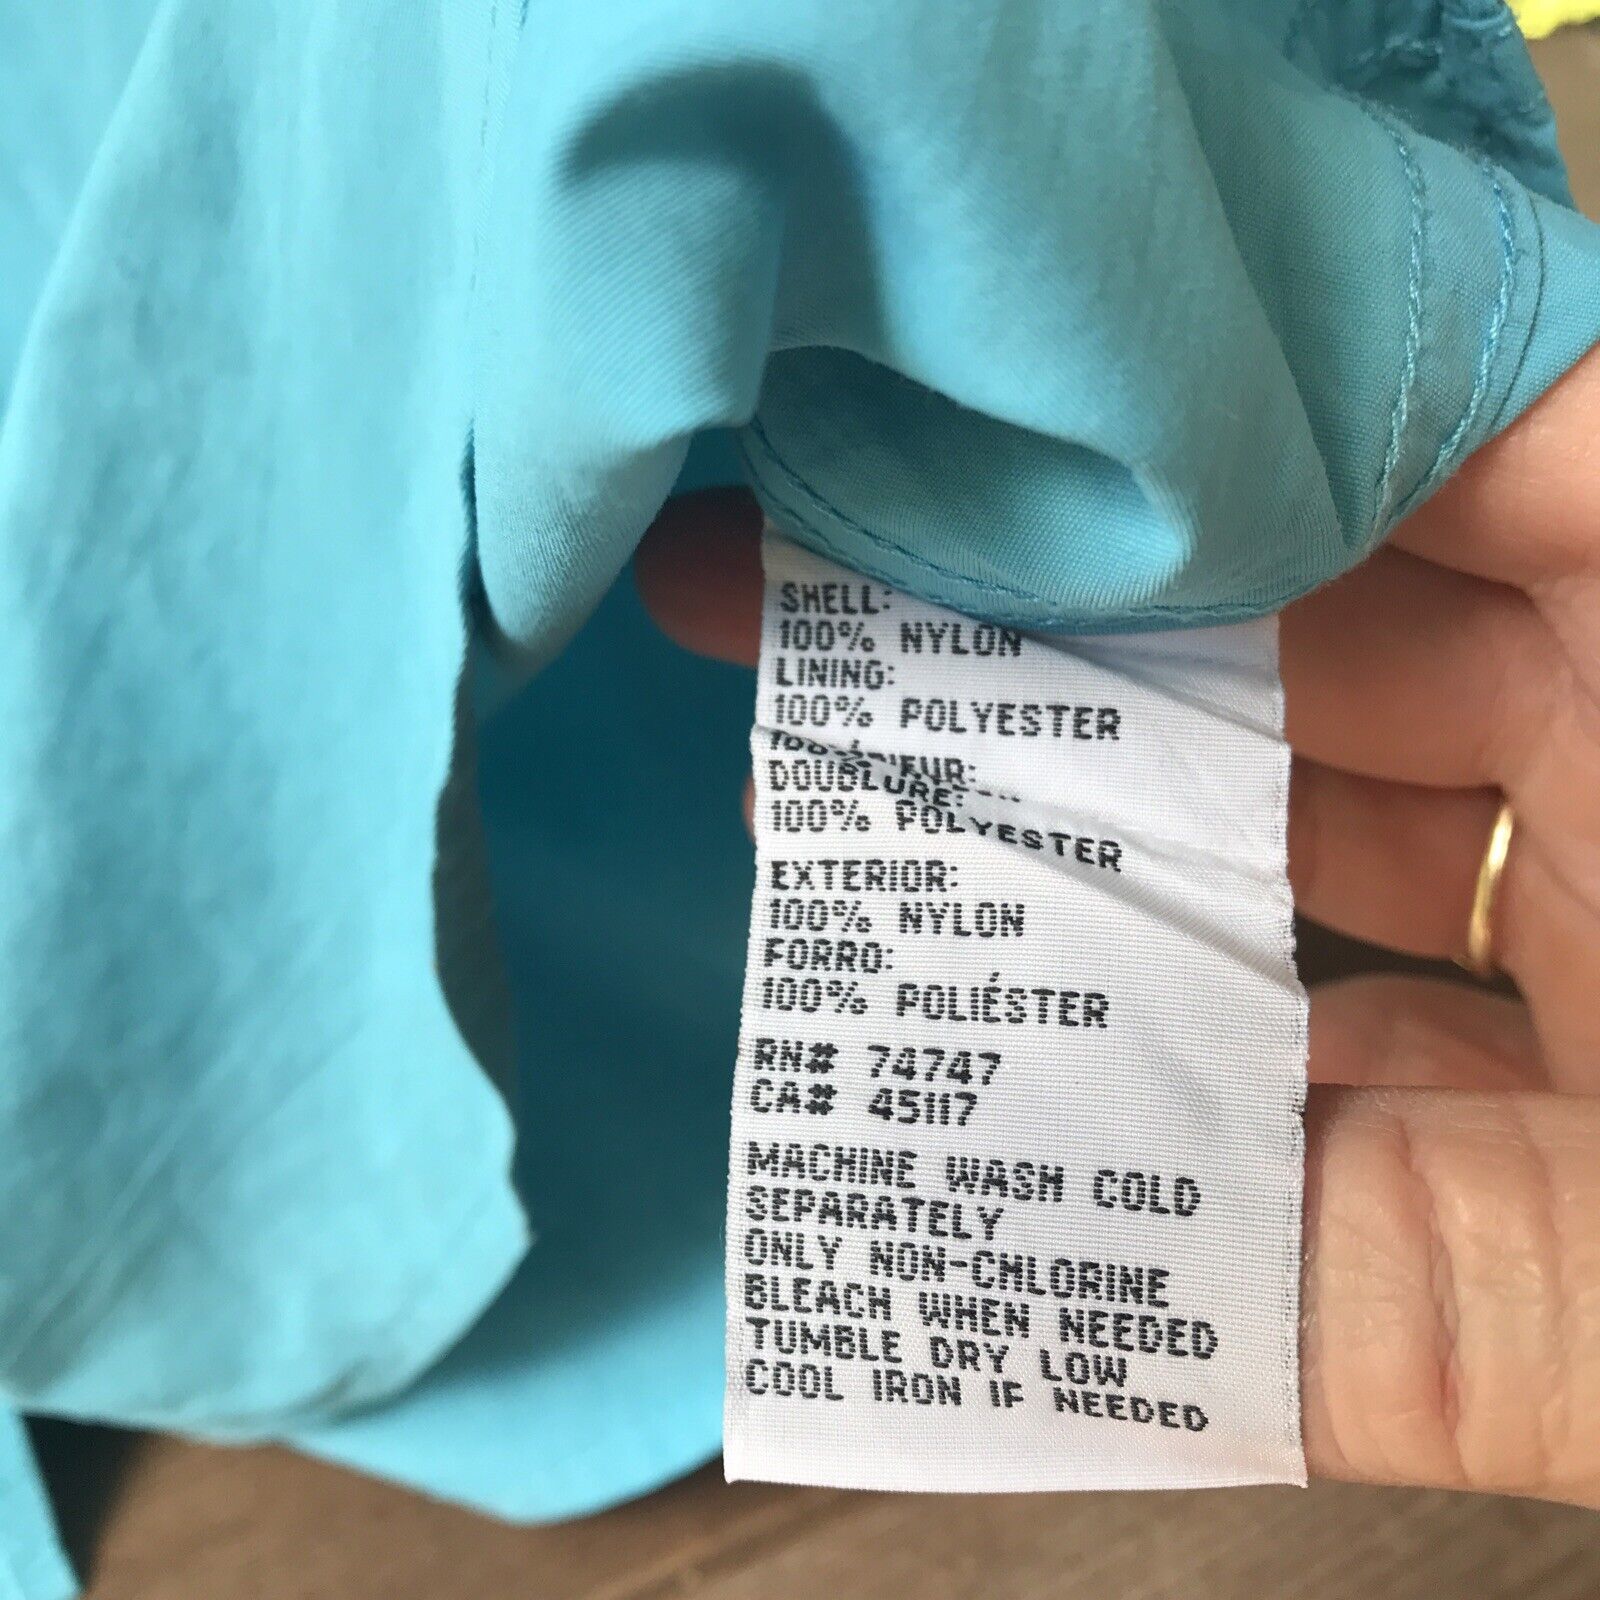 SHELL:
100% NYLON
LINING:
100% POLYESTER
DOUBLURE:
100% POLYESTER
EXTERIOR:
100% NYLON
FORRO:
100% POLIÉSTER
RN# 74747
CA# 45117
MACHINE WASH COLD
SEPARATELY
ONLY NON-CHLORINE
BLEACH WHEN NEEDED
TUMBLE DRY LOW
COOL IRON IF NEEDED